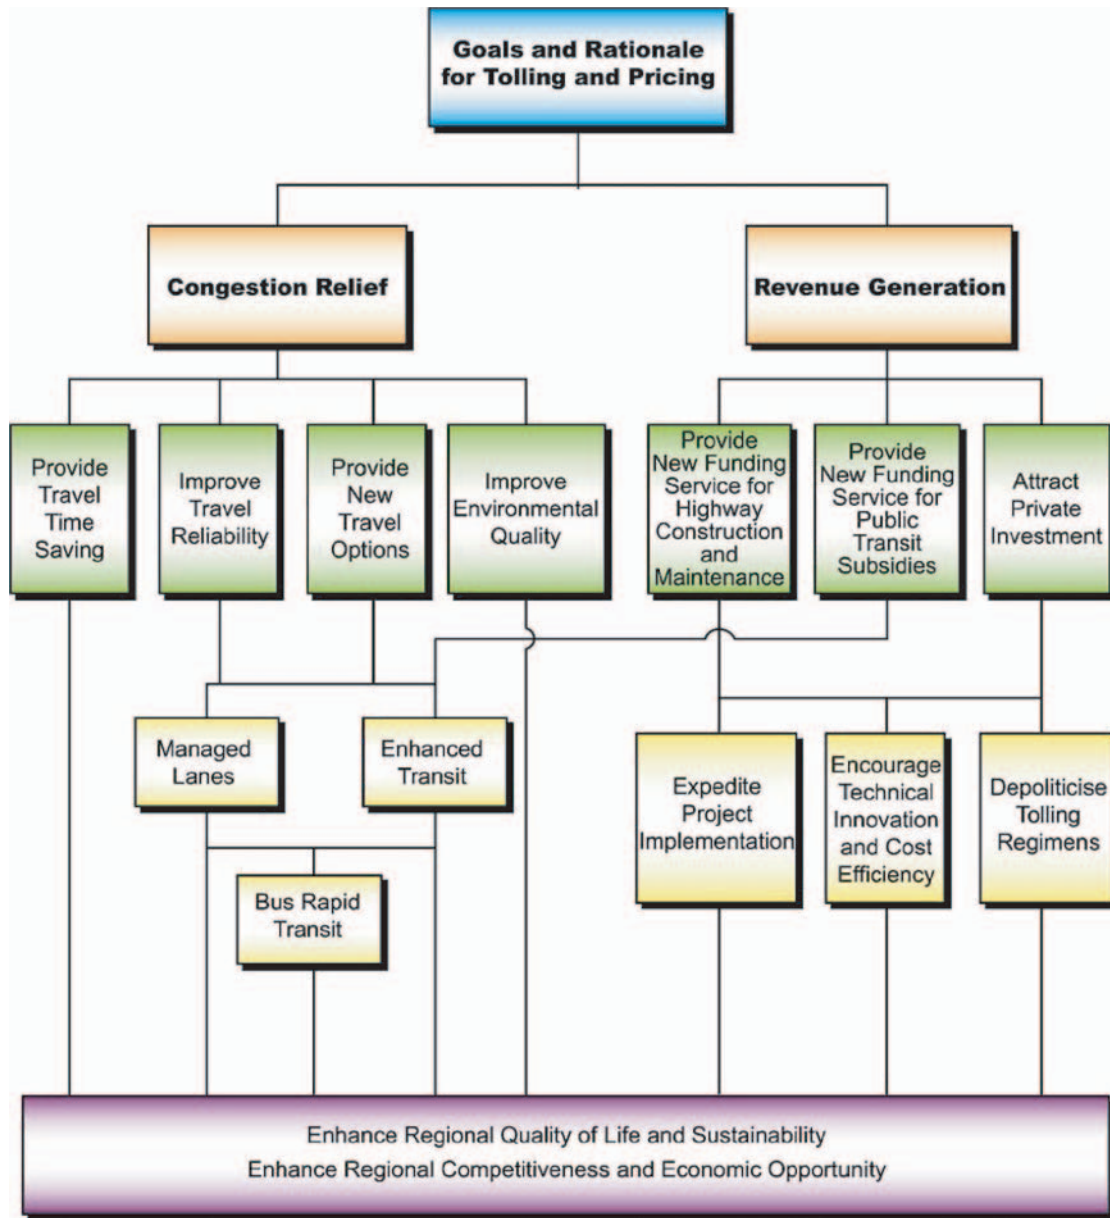 Goals and Rationale
for Tolling and Pricing
Congestion Relief
Revenue Generation
Provide
Travel
Time
Saving
Improve
Travel
Reliability
Provide
New
Travel
Options
Improve
Environmental
Quality
Provide
New Funding
Service for
Highway
Construction
and
Maintenance
Provide
New Funding
Service for
Public
Transit
Subsidies
Attract
Private
Investment
Managed
Lanes
Enhanced
Transit
Bus Rapid
Transit
Expedite
Project
Implementation
Encourage
Technical
Innovation
and Cost
Efficiency
Depoliticise
Tolling
Regimens
Enhance Regional Quality of Life and Sustainability
Enhance Regional Competitiveness and Economic Opportunity